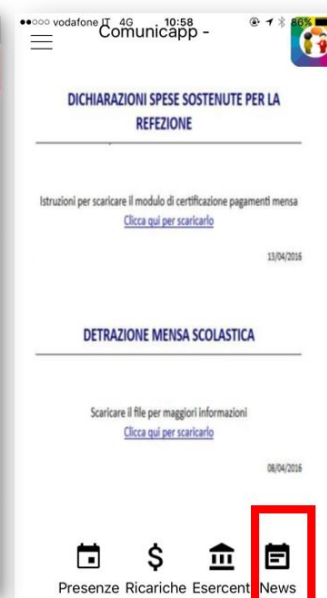 vodafone IT 4G 10:58 86%
Comunicapp -
DICHIARAZIONI SPESE SOSTENUTE PER LA
REFEZIONE
Istruzioni per scaricare il modulo di certificazione pagamenti mensa
Clicca qui per scaricarlo
13/04/2016
DETRAZIONE MENSA SCOLASTICA
Scaricare il file per maggiori informazioni
Clicca qui per scaricarlo
08/04/2016
Presenze Ricariche Esercent News